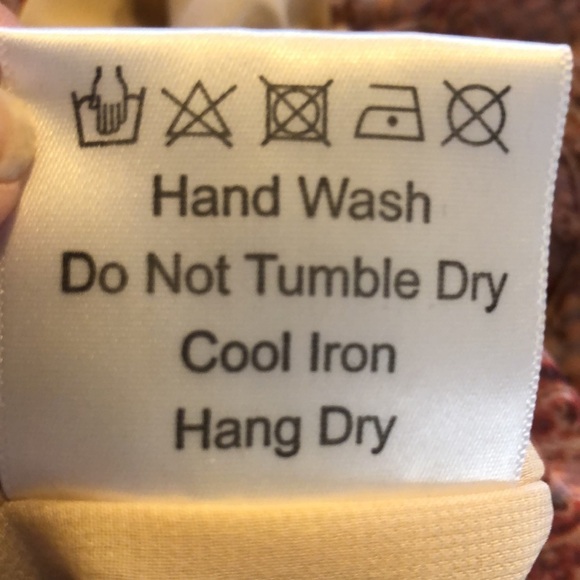 Hand Wash
Do Not Tumble Dry
Cool Iron
Hang Dry